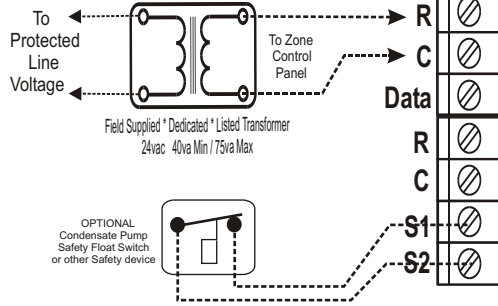 To
Protected
Line
Voltage
To Zone
Control
Panel
Field Supplied * Dedicated * Listed Transformer
24vac 40va Min / 75va Max
R
C
Data
R
C
S1
S2
OPTIONAL
Condensate Pump
Safety Float Switch
or other Safety device